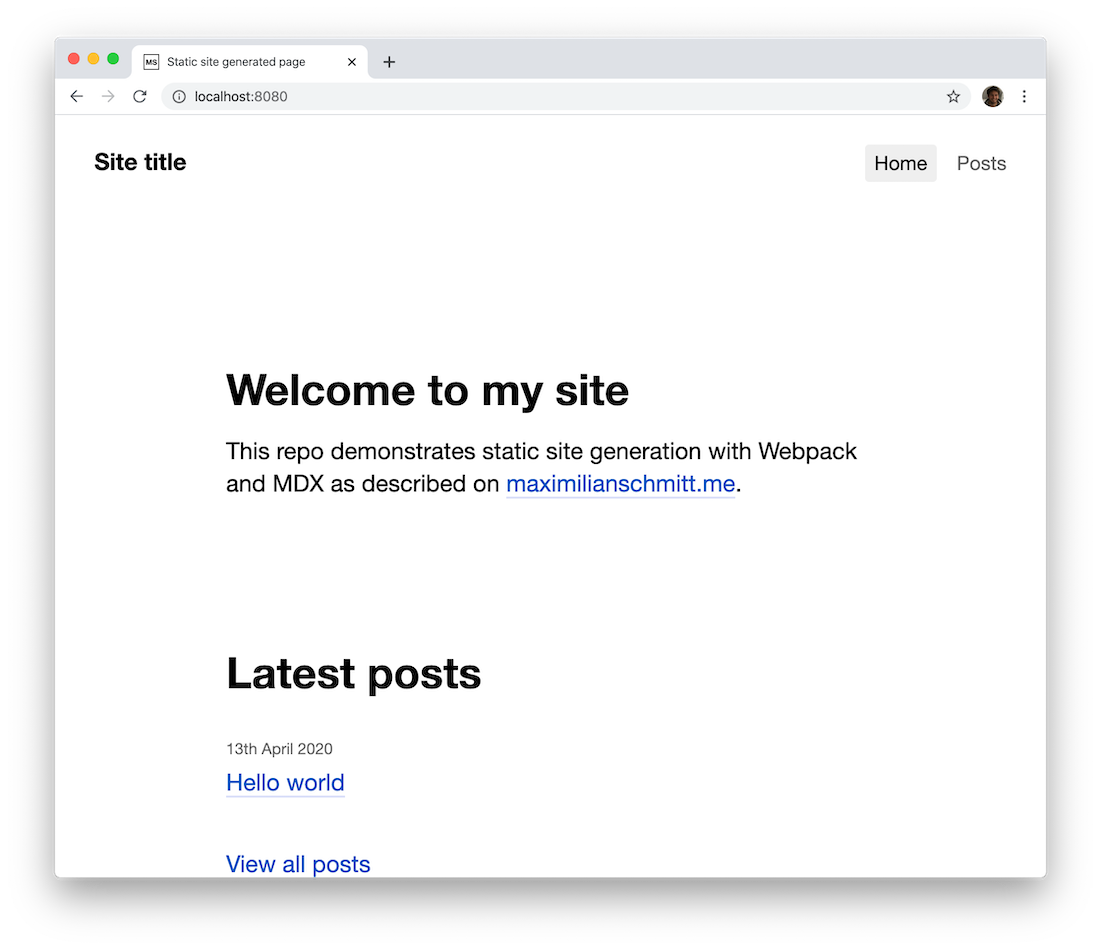 MS Static site generated page
localhost:8080
Site title
Home Posts
Welcome to my site
This repo demonstrates static site generation with Webpack
and MDX as described on maximilianschmitt.me.
Latest posts
13th April 2020
Hello world
View all posts